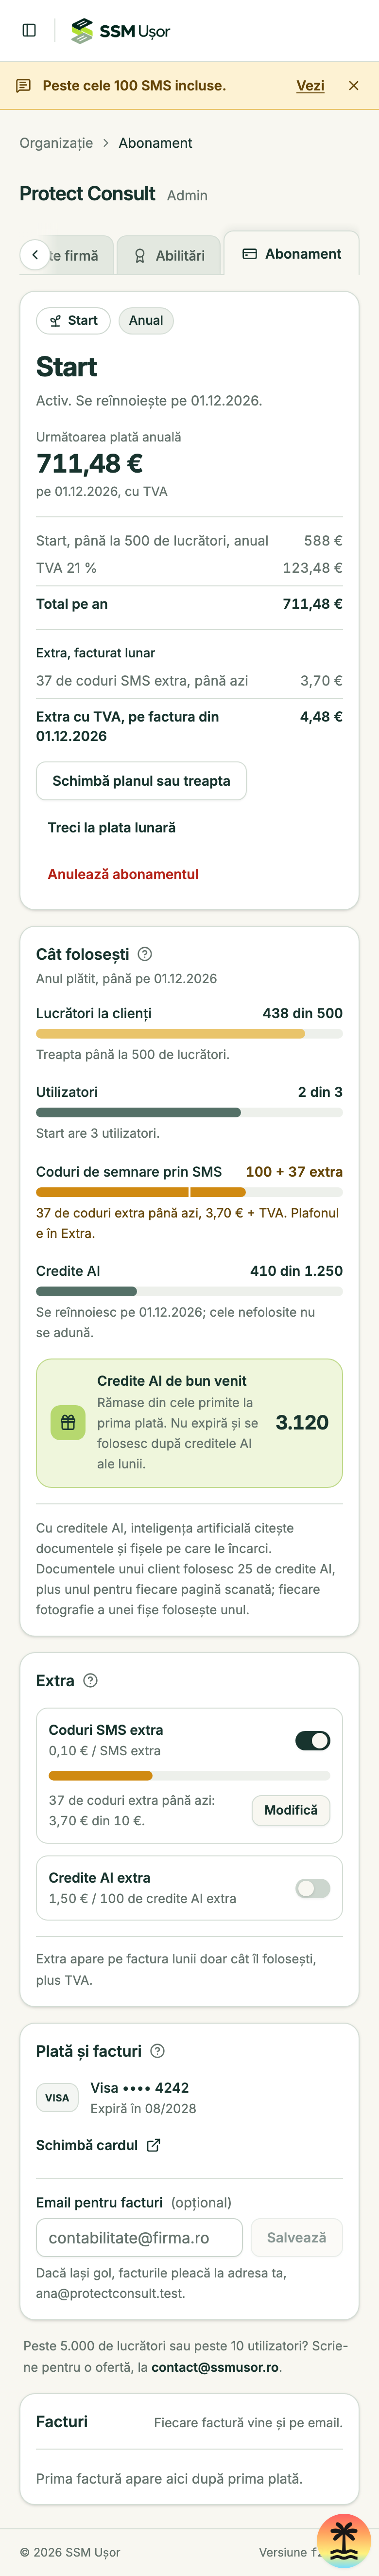 SSM Ușor
Peste cele 100 SMS incluse. Vezi
Organizație > Abonament
Protect Consult Admin
firmă Abilitări Abonament
Start Anual
Start
Activ. Se reînnoiește pe 01.12.2026.
Următoarea plată anuală
711,48 €
pe 01.12.2026, cu TVA
Start, până la 500 de lucrători, anual 588 €
TVA 21 % 123,48 €
Total pe an 711,48 €
Extra, facturat lunar
37 de coduri SMS extra, până azi 3,70 €
Extra cu TVA, pe factura din 4,48 €
01.12.2026
Schimbă planul sau treapta
Treci la plata lunară
Anulează abonamentul
Cât folosești
Anul plătit, până pe 01.12.2026
Lucrători la clienți 438 din 500
Treapta până la 500 de lucrători.
Utilizatori 2 din 3
Start are 3 utilizatori.
Coduri de semnare prin SMS 100 + 37 extra
37 de coduri extra până azi, 3,70 € + TVA. Plafonul
e în Extra.
Credite AI 410 din 1.250
Se reînnoiesc pe 01.12.2026; cele nefolosite nu
se adună.
Credite AI de bun venit
Rămase din cele primite la
prima plată. Nu expiră și se
folosesc după creditele AI
ale lunii.
3.120
Cu creditele AI, inteligența artificială citește
documentele și fișele pe care le încarci.
Documentele unui client folosesc 25 de credite AI,
plus unul pentru fiecare pagină scanată; fiecare
fotografie a unei fișe folosește unul.
Extra
Coduri SMS extra
0,10 € / SMS extra
37 de coduri extra până azi:
3,70 € din 10 €.
Modifică
Credite AI extra
1,50 € / 100 de credite AI extra
Extra apare pe factura lunii doar cât îl folosești,
plus TVA.
Plată și facturi
VISA
Visa •••• 4242
Expiră în 08/2028
Schimbă cardul
Email pentru facturi (opțional)
contabilitate@firma.ro Salvează
Dacă lași gol, facturile pleacă la adresa ta,
ana@protectconsult.test.
Peste 5.000 de lucrători sau peste 10 utilizatori? Scrie-
ne pentru o ofertă, la contact@ssmusor.ro.
Facturi Fiecare factură vine și pe email.
Prima factură apare aici după prima plată.
© 2026 SSM Ușor Versiune